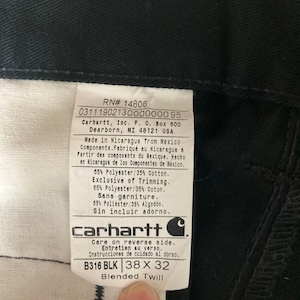 RN# 14806
0311190213000000095
Carhartt, Inc. P. O. Box 600
Dearborn, MI 48121 USA
Made in Nicaragua from Mexico
Components. Fabriqué au Nicaragua à
Partir des composants du Mexique. Hecho
en Nicaragua de los Componentes de México.
65% Polyester/35% Cotton.
Exclusive of Trimming.
65% Polyester/35% Coton.
Sans garniture.
65% Poliéster/35% Algodon.
Sin incluir adorno.
carhartt
Care on reverse side.
Entretien au verso.
Instrucciones de cuidado al dorso.
B316 BLK 38 X 32
Blended Twill